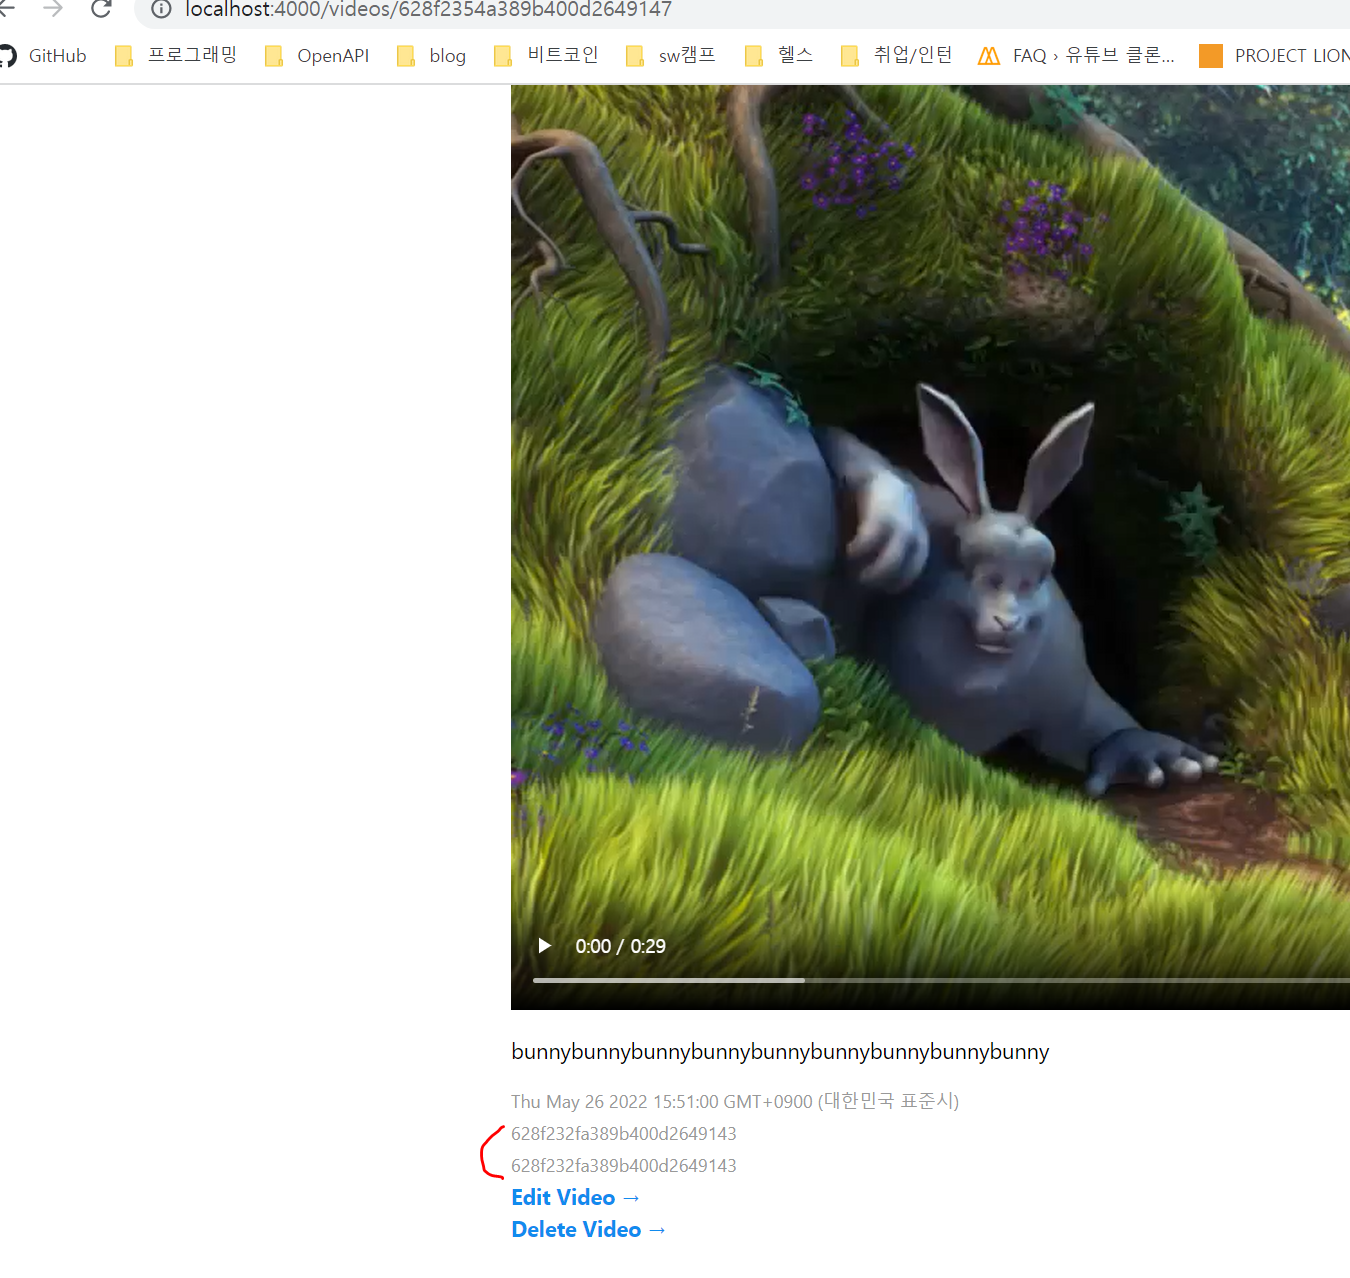 localhost:4000/videos/628f2354a389b400d2649147
GitHub 프로그래밍 OpenAPI blog 비트코인 sw캠프 헬스 취업/인턴 FAQ › 유튜브 클론... PROJECT LION
0:00 / 0:29
bunnybunnybunnybunnybunnybunnybunnybunnybunny
Thu May 26 2022 15:51:00 GMT+0900 (대한민국 표준시)
628f232fa389b400d2649143
628f232fa389b400d2649143
Edit Video →
Delete Video →